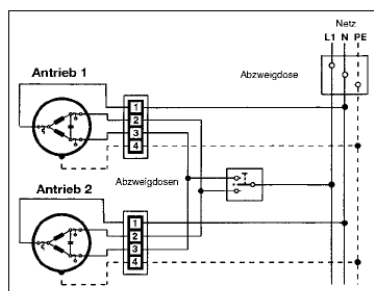 Netz
L1 N PE
Abzweigdose
Antrieb 1
1
2
3
4
Abzweigdosen
Antrieb 2
1
2
3
4